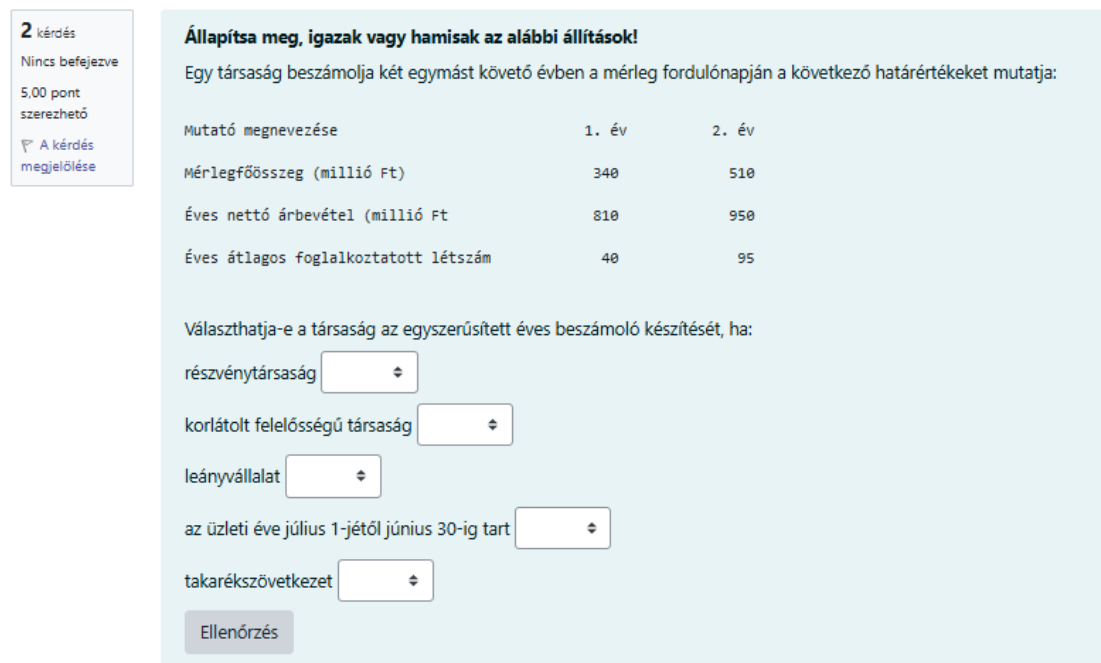 2 kérdés
Nincs befejezve
5,00 pont
szerezhető
A kérdés
megjelölése
Állapítsa meg, igazak vagy hamisak az alábbi állítások!
Egy társaság beszámolja két egymást követő évben a mérleg fordulónapján a következő határértékeket mutatja:
Mutató megnevezése 1. év 2. év
Mérlegfőösszeg (millió Ft) 340 510
Éves nettó árbevétel (millió Ft 810 950
Éves átlagos foglalkoztatott létszám 40 95
Választhatja-e a társaság az egyszerűsített éves beszámoló készítését, ha:
részvénytársaság
korlátolt felelősségű társaság
leányvállalat
az üzleti éve július 1-jétől június 30-ig tart
takarékszövetkezet
Ellenőrzés